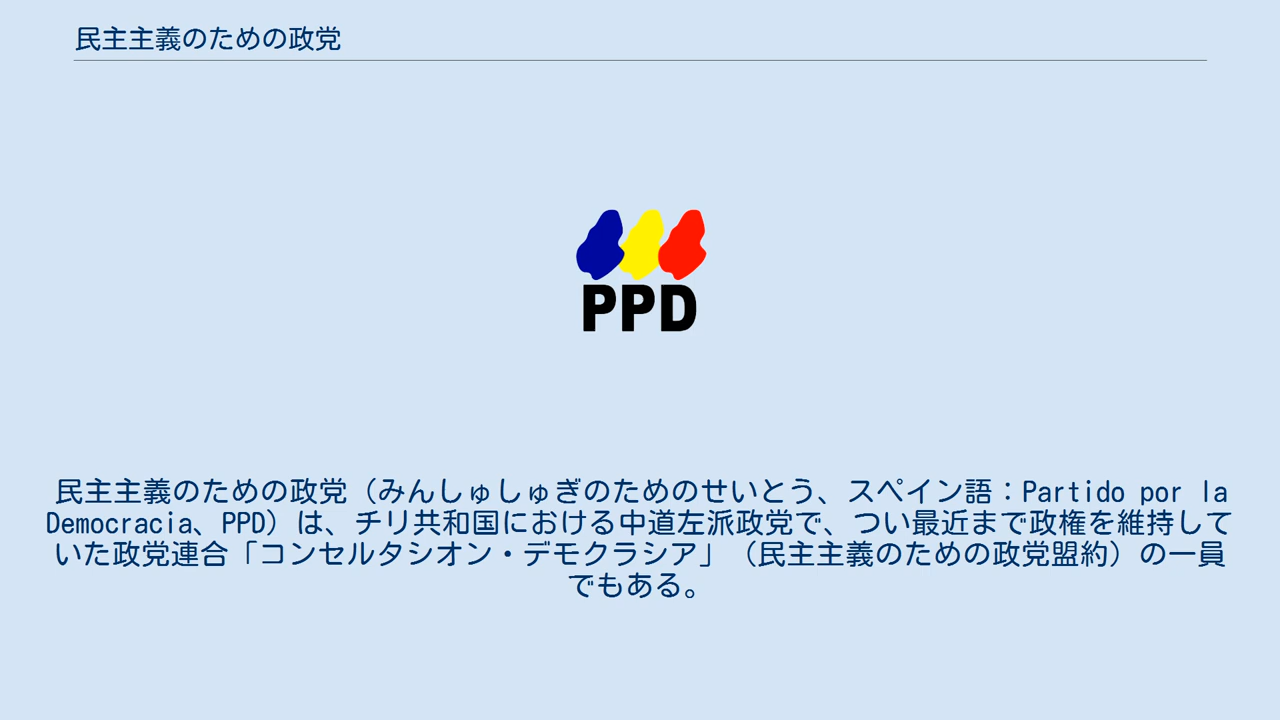 民主主義のための政党
PPD
民主主義のための政党（みんしゅしゅぎのためのせいとう、スペイン語：Partido por la
Democracia、PPD）は、チリ共和国における中道左派政党で、つい最近まで政権を維持して
いた政党連合「コンセルタシオン・デモクラシア」（民主主義のための政党盟約）の一員
でもある。